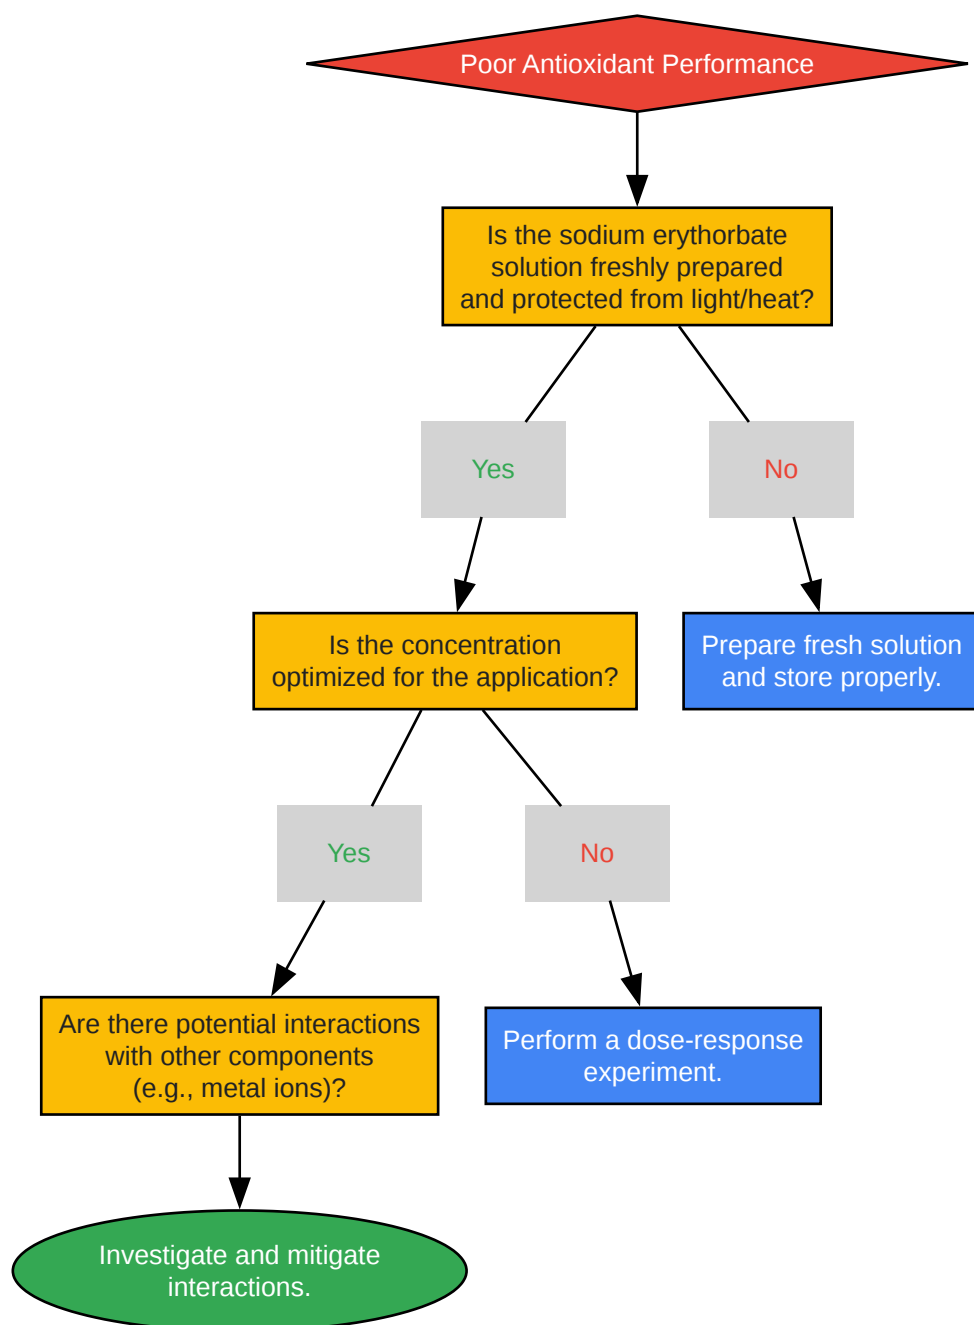 Poor Antioxidant Performance
Is the sodium erythorbate
solution freshly prepared
and protected from light/heat?
Yes
No
Is the concentration
optimized for the application?
Prepare fresh solution
and store properly.
Yes
No
Are there potential interactions
with other components
(e.g., metal ions)?
Perform a dose-response
experiment.
Investigate and mitigate
interactions.